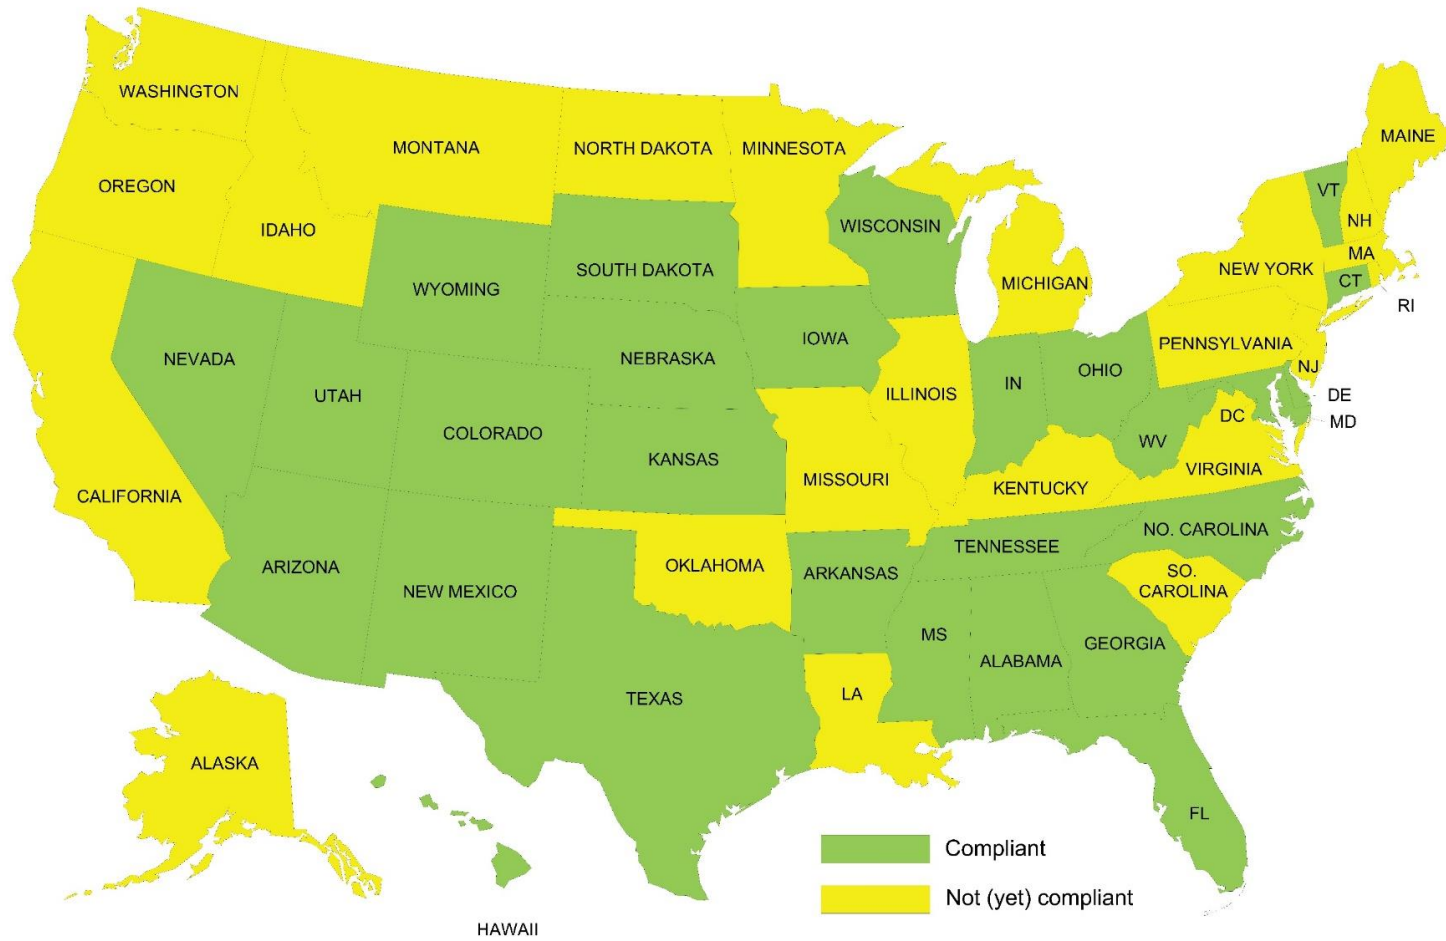 WASHINGTON
MONTANA
NORTH DAKOTA
MINNESOTA
MAINE
OREGON
IDAHO
VT
NH
WISCONSIN
SOUTH DAKOTA
MICHIGAN
NEW YORK
MA
CT
RI
WYOMING
IOWA
PENNSYLVANIA
NEVADA
NEBRASKA
OHIO
NJ
UTAH
ILLINOIS
IN
DE
DC
MD
COLORADO
KANSAS
WV
CALIFORNIA
MISSOURI
KENTUCKY
VIRGINIA
NO. CAROLINA
TENNESSEE
ARIZONA
OKLAHOMA
ARKANSAS
SO.
CAROLINA
NEW MEXICO
MS
GEORGIA
ALABAMA
TEXAS
LA
ALASKA
FL
HAWAII
Compliant
Not (yet) compliant